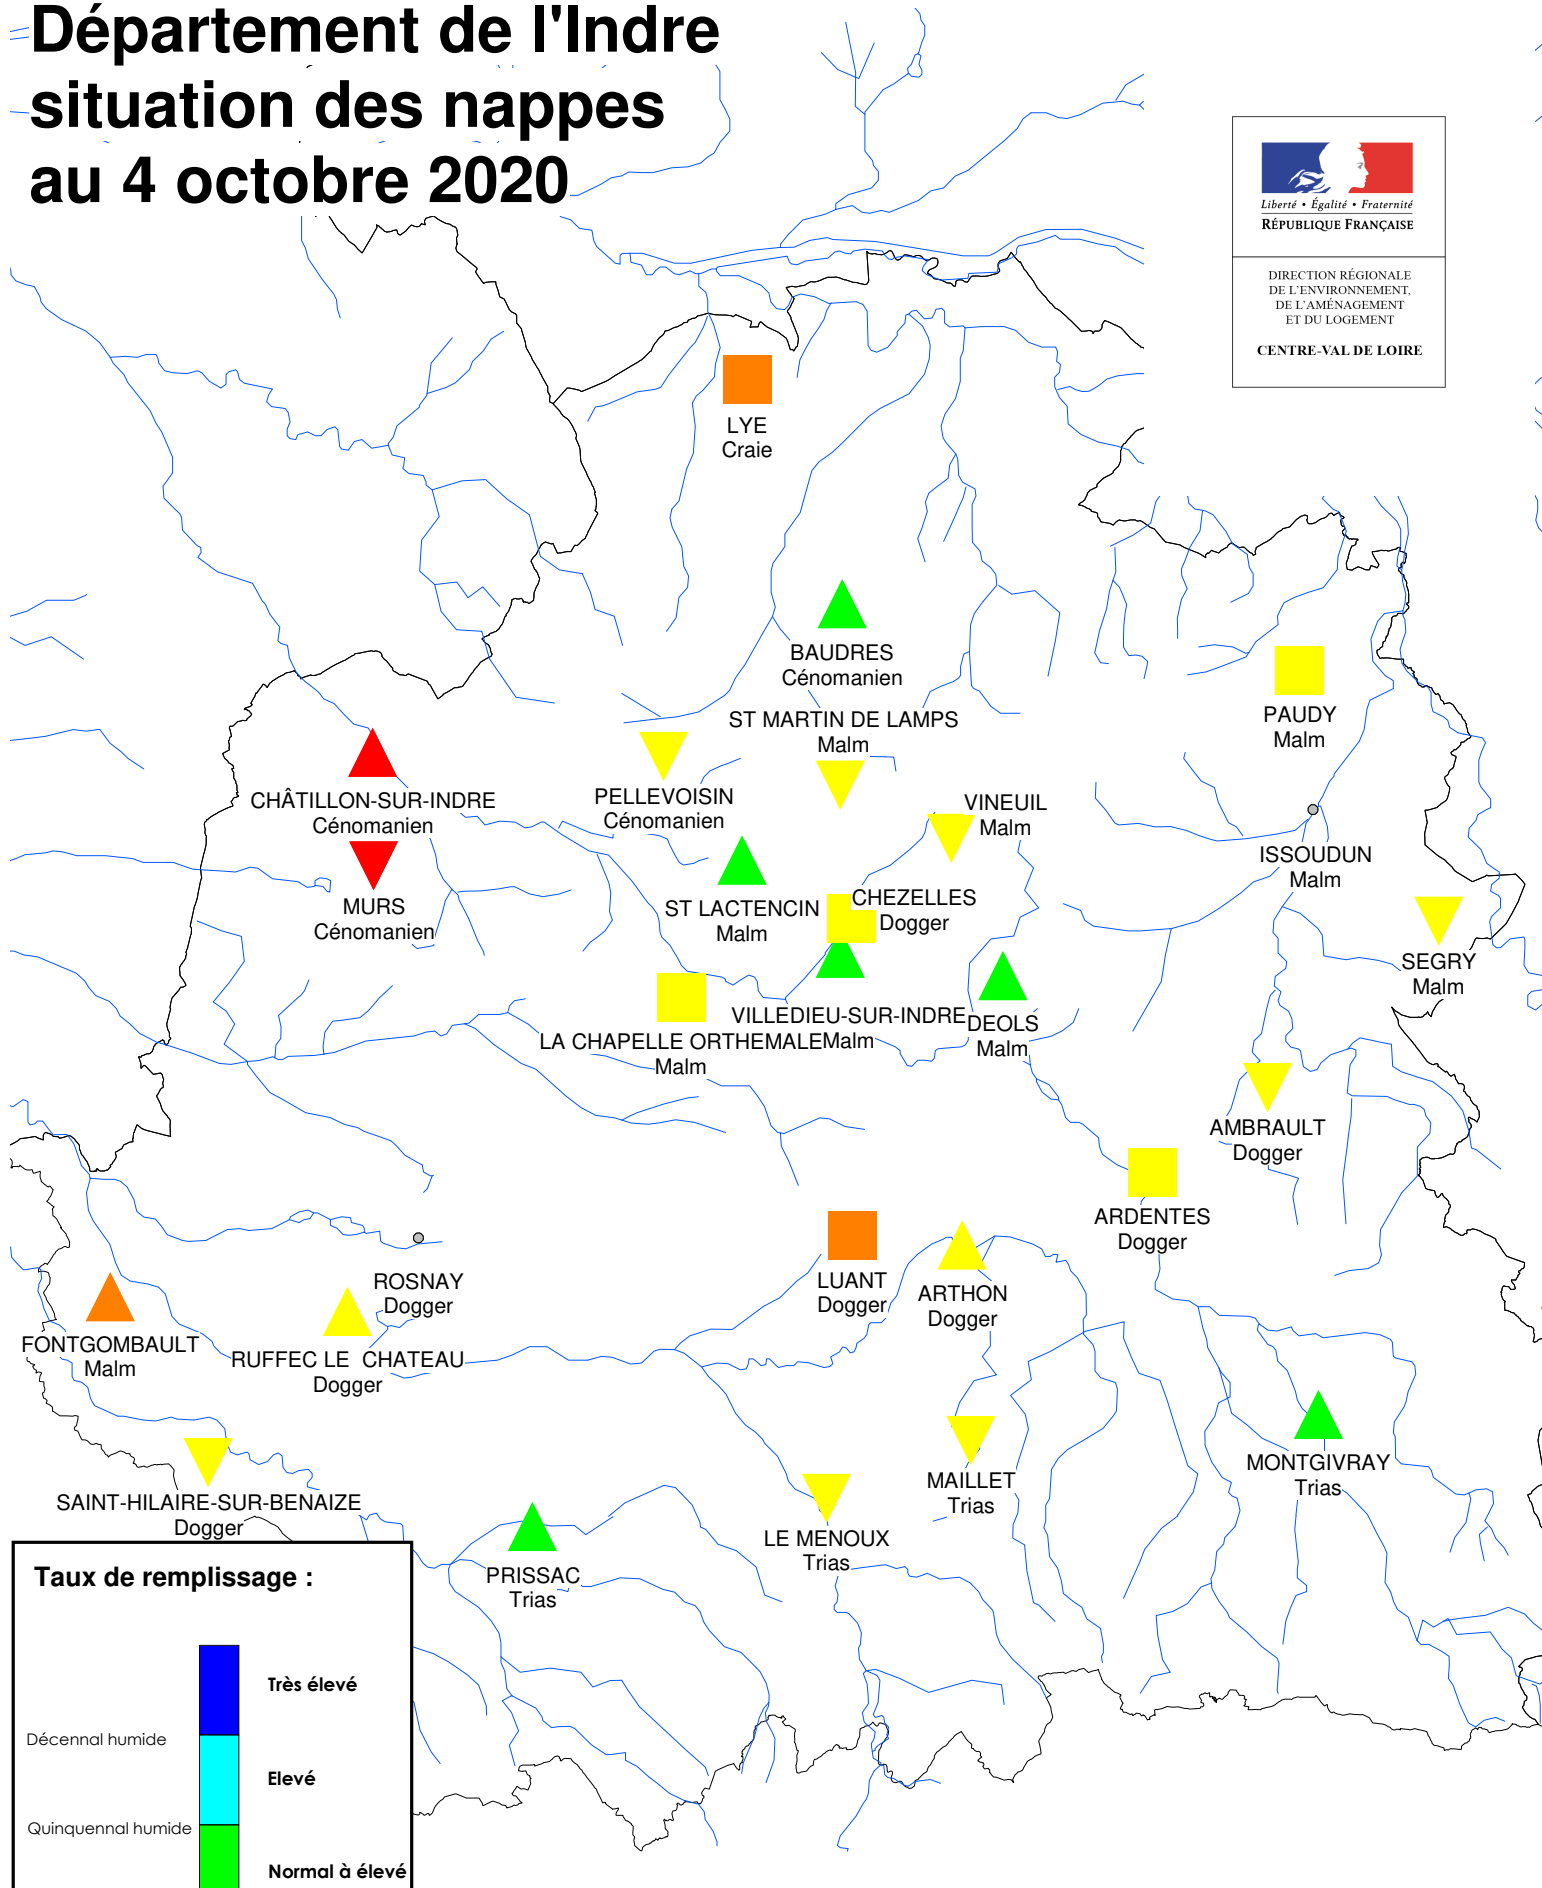 Département de l'Indre
situation des nappes
au 4 octobre 2020
Liberté • Égalité • Fraternité
RÉPUBLIQUE FRANÇAISE
DIRECTION RÉGIONALE
DE L'ENVIRONNEMENT,
DE L'AMÉNAGEMENT
ET DU LOGEMENT
CENTRE-VAL DE LOIRE
LYE
Craie
BAUDRES
Cénomanien
PAUDY
Malm
ST MARTIN DE LAMPS
Malm
CHÂTILLON-SUR-INDRE
Cénomanien
PELLEVOISIN
Cénomanien
VINEUIL
Malm
ISSOUDUN
Malm
MURS
Cénomanien
ST LACTENCIN
Malm
CHEZELLES
Dogger
SEGRY
Malm
VILLEDIEU-SUR-INDRE
Malm
DEOLS
Malm
LA CHAPELLE ORTHEMALE
Malm
AMBRAULT
Dogger
ARDENTES
Dogger
ROSNAY
Dogger
LUANT
Dogger
ARTHON
Dogger
FONTGOMBAULT
Malm
RUFFEC LE CHATEAU
Dogger
MONTGIVRAY
Trias
MAILLET
Trias
SAINT-HILAIRE-SUR-BENAIZE
Dogger
LE MENOUX
Trias
PRISSAC
Trias
Taux de remplissage :
Très élevé
Décennal humide
Elevé
Quinquennal humide
Normal à élevé